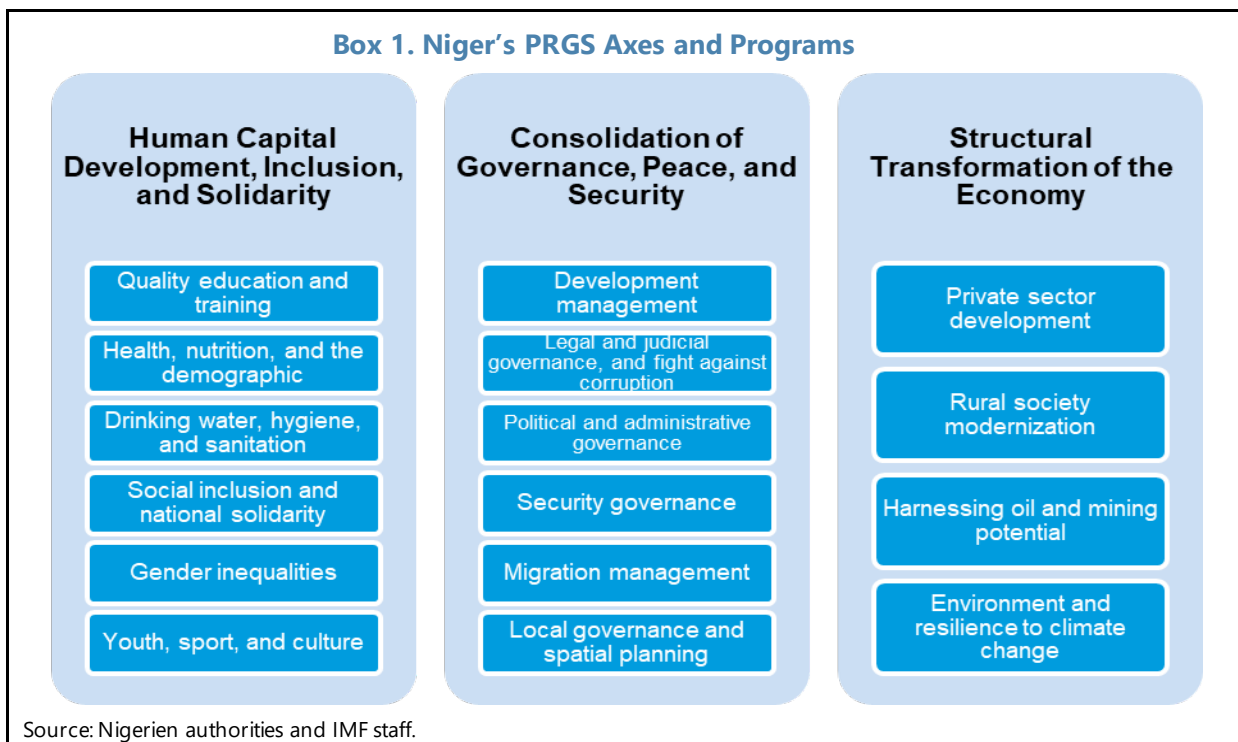 Box 1. Niger's PRGS Axes and Programs
Human Capital
Development, Inclusion,
and Solidarity
Quality education and
training
Health, nutrition, and the
demographic
Drinking water, hygiene,
and sanitation
Social inclusion and
national solidarity
Gender inequalities
Youth, sport, and culture
Consolidation of
Governance, Peace, and
Security
Development
management
Legal and judicial
governance, and fight against
corruption
Political and administrative
governance
Security governance
Migration management
Local governance and
spatial planning
Structural
Transformation of the
Economy
Private sector
development
Rural society
modernization
Harnessing oil and mining
potential
Environment and
resilience to climate
change
Source: Nigerien authorities and IMF staff.